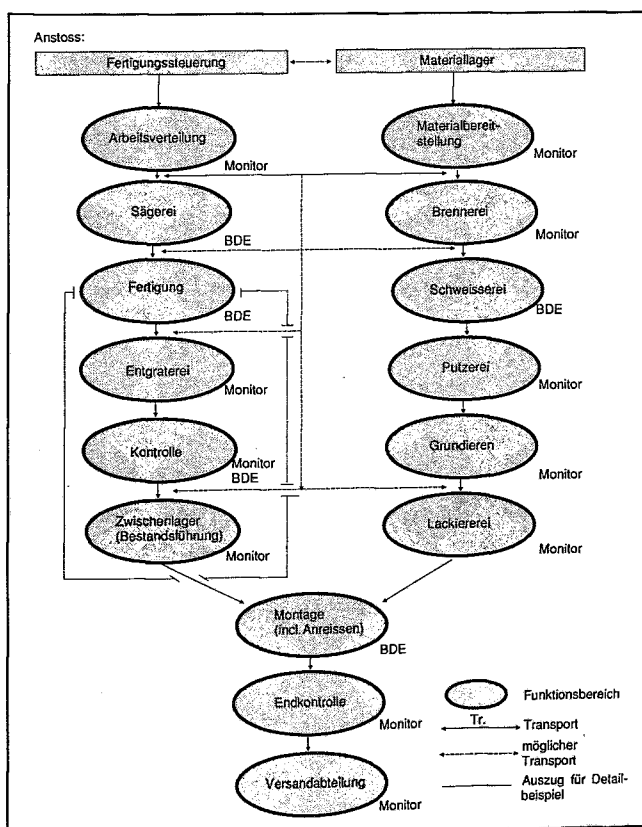 Anstoss:
Fertigungssteuerung
Materiallager
Arbeitsverteilung
Monitor
Materialbereit-
stellung
Monitor
Sägerei
BDE
Brennerei
Monitor
Fertigung
BDE
Schweisserei
BDE
Entgraterei
Monitor
Putzerei
Monitor
Kontrolle
Monitor
BDE
Grundieren
Monitor
Zwischenlager
(Bestandsführung)
Monitor
Lackiererei
Monitor
Montage
(incl. Anreissen)
BDE
Endkontrolle
Monitor
Versandabteilung
Monitor
Funktionsbereich
Tr.
Transport
möglicher
Transport
Auszug für Detail-
beispiel